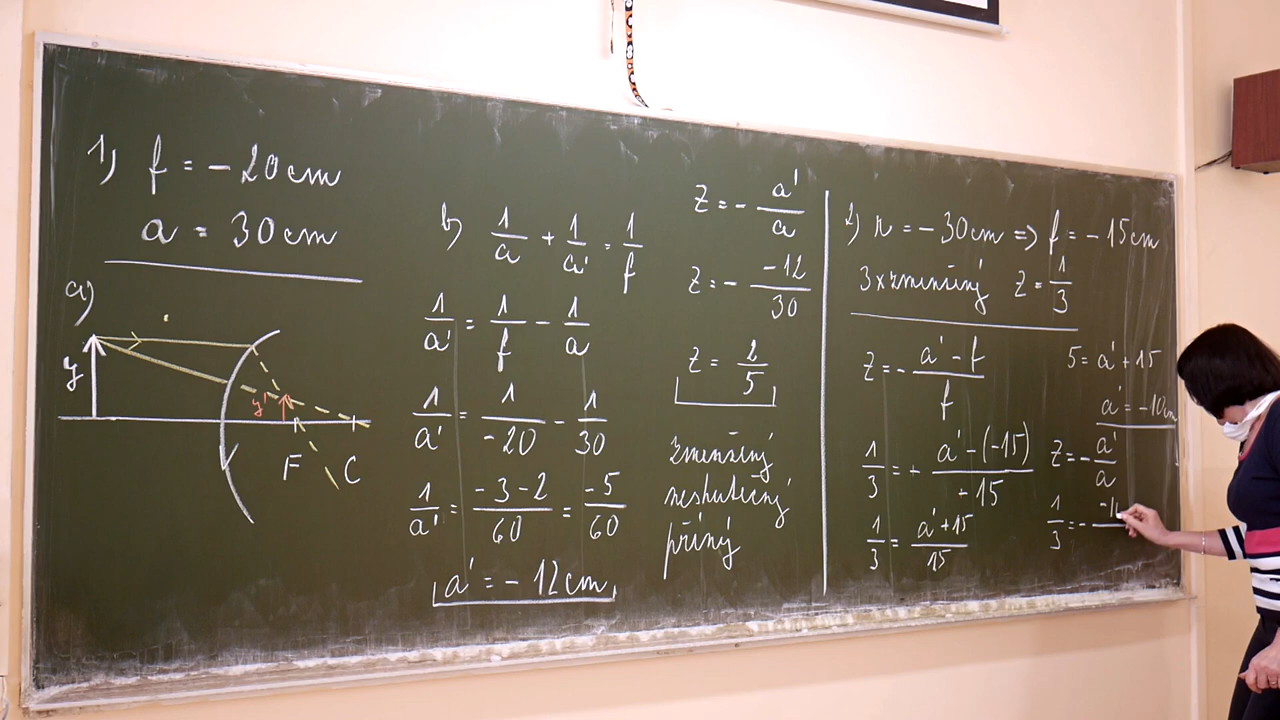 1) f = -20cm
a = 30cm
a)
y
y'
F C
b) 1/a + 1/a' = 1/f
1/a' = 1/f - 1/a
1/a' = 1/-20 - 1/30
1/a' = -3-2/60 = -5/60
a' = -12cm
Z = - a'/a
Z = - -12/30
Z = 2/5
zmenšený
neskutečný
přímý
2) r = -30cm => f = -15cm
3x zmenšený Z = 1/3
Z = - a'-f/f
1/3 = + a'-(-15)/+15
1/3 = a'+15/15
5 = a'+15
a' = -10cm
Z = - a'/a
1/3 = - -1